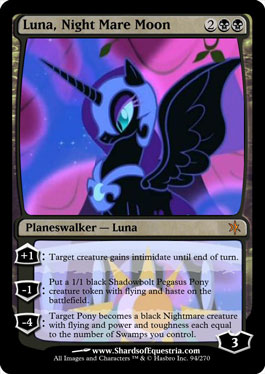 Luna, Night Mare Moon 2
Planeswalker — Luna
+1: Target creature gains intimidate until end of turn.
-1: Put a 1/1 black Shadowbolt Pegasus Pony
creature token with flying and haste on the
battlefield.
-4: Target Pony becomes a black Nightmare creature
with flying and power and toughness each equal
to the number of Swamps you control.
3
www.ShardsofEquestria.com
All Images and Characters ™ & © Hasbro Inc. 94/270